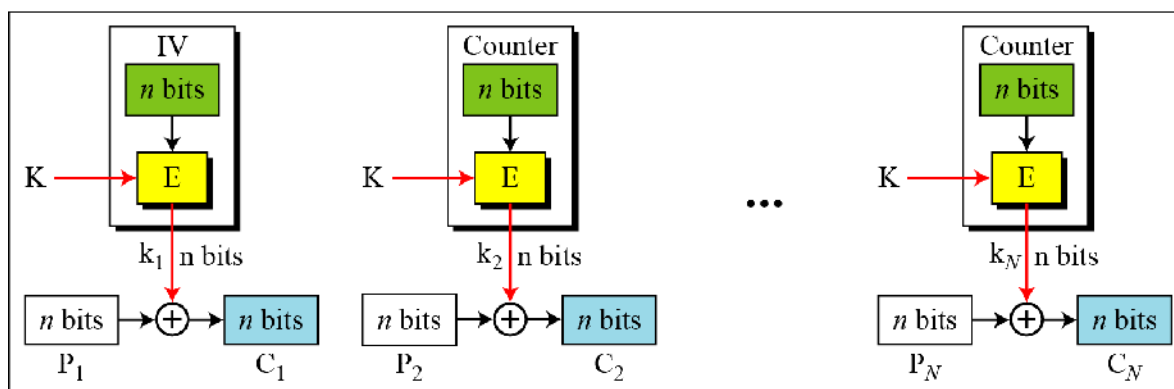 IV Counter Counter
n bits n bits n bits
K E K E ... K E
k1 n bits k2 n bits kN n bits
n bits + n bits n bits + n bits n bits + n bits
P1 C1 P2 C2 PN CN